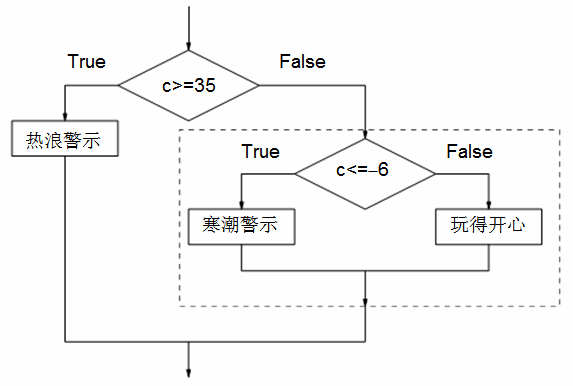 True
False
c>=35
热浪警示
True
False
c<=–6
寒潮警示
玩得开心